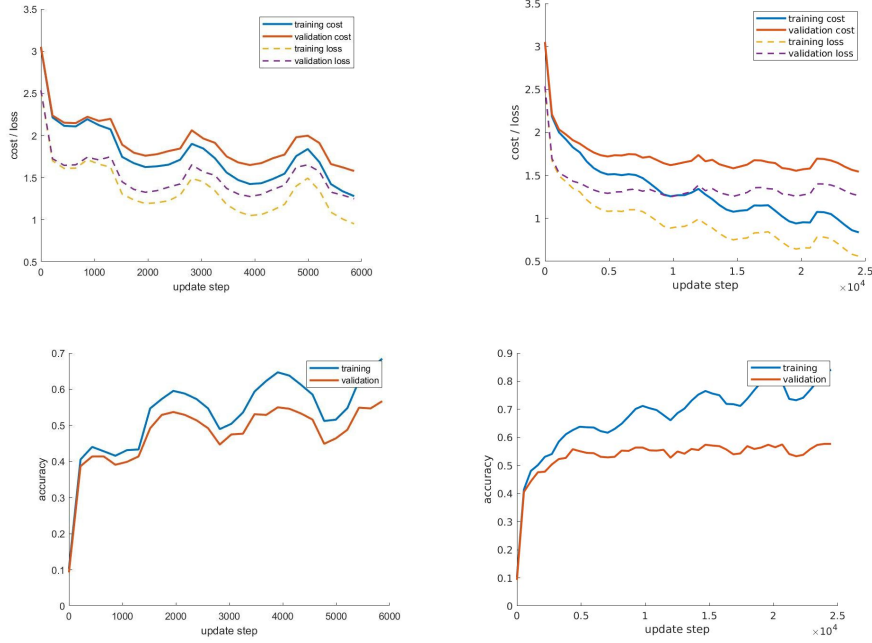 3.5
3
2.5
2
1.5
1
0.5
cost / loss
training cost
validation cost
training loss
validation loss
0 1000 2000 3000 4000 5000 6000
update step
3.5
3
2.5
2
1.5
1
0.5
cost / loss
training cost
validation cost
training loss
validation loss
0 0.5 1 1.5 2 2.5
update step
×10⁴
0.7
0.6
0.5
0.4
0.3
0.2
0.1
0
accuracy
training
validation
0 1000 2000 3000 4000 5000 6000
update step
0.9
0.8
0.7
0.6
0.5
0.4
0.3
0.2
0.1
0
accuracy
training
validation
0 0.5 1 1.5 2 2.5
update step
×10⁴